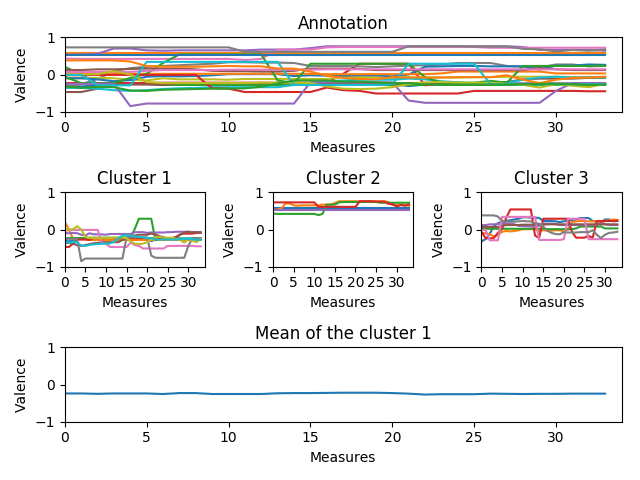 Annotation
1
0
−1
Valence
0 5 10 15 20 25 30
Measures
Cluster 1 Cluster 2 Cluster 3
1 1 1
0 0 0
−1 −1 −1
Valence Valence Valence
0 5 10 15 20 25 30 0 5 10 15 20 25 30 0 5 10 15 20 25 30
Measures Measures Measures
Mean of the cluster 1
1
0
−1
Valence
0 5 10 15 20 25 30
Measures